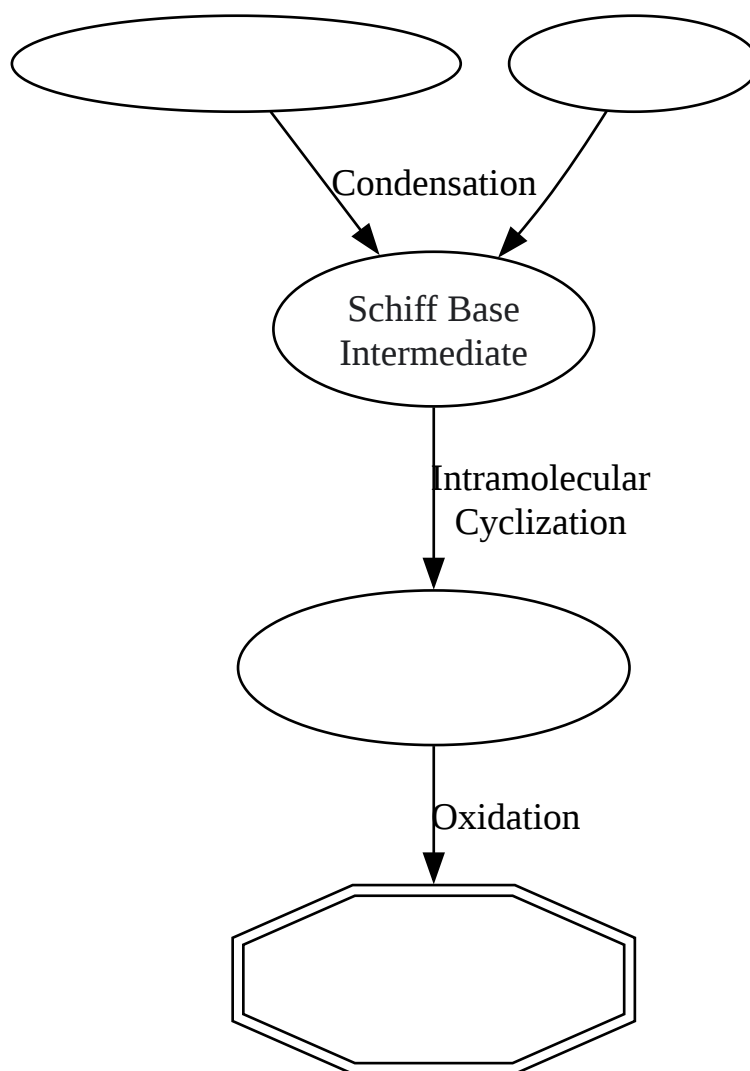 Condensation
Schiff Base
Intermediate
Intramolecular
Cyclization
Oxidation